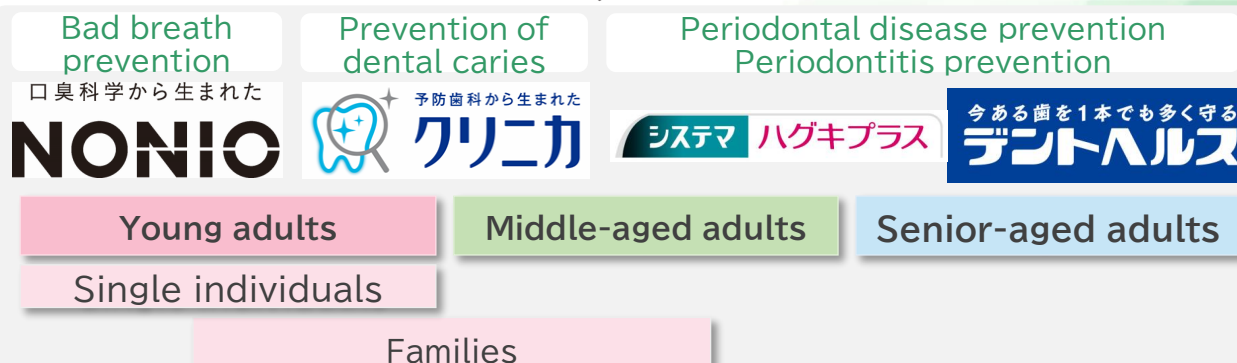 Bad breath
prevention
Prevention of
dental caries
Periodontal disease prevention
Periodontitis prevention
口臭科学から生まれた
NONIO
予防歯科から生まれた
クリニカ
システマ ハグキプラス
今ある歯を1本でも多く守る
デントヘルス
Young adults
Middle-aged adults
Senior-aged adults
Single individuals
Families